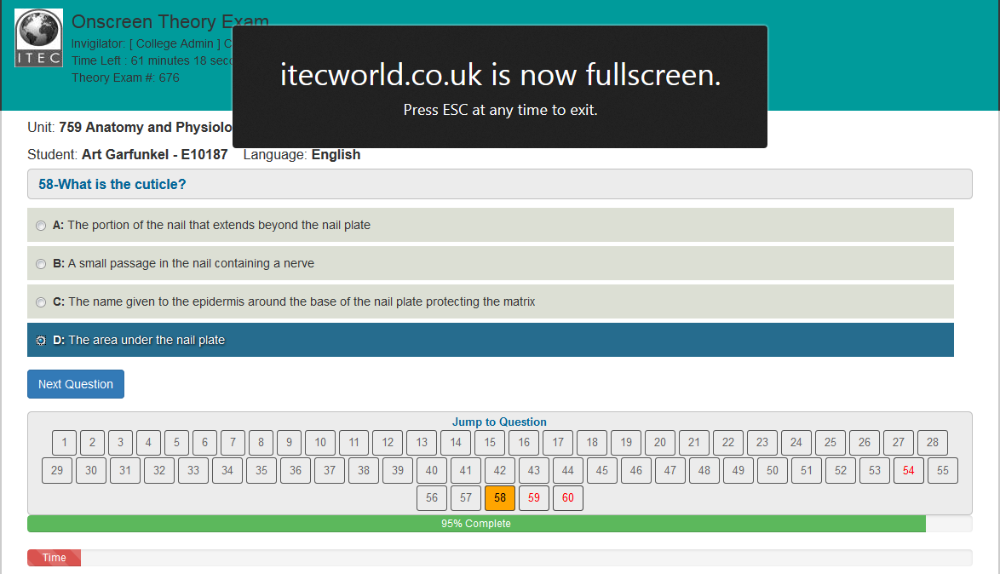 Onscreen Theory Exam
ITEC
Invigilator: [ College Admin ] C
Time Left : 61 minutes 18 seco
Theory Exam #: 676
itecworld.co.uk is now fullscreen.
Press ESC at any time to exit.
Unit: 759 Anatomy and Physiolo
Student: Art Garfunkel - E10187 Language: English
58-What is the cuticle?
A: The portion of the nail that extends beyond the nail plate
B: A small passage in the nail containing a nerve
C: The name given to the epidermis around the base of the nail plate protecting the matrix
D: The area under the nail plate
Next Question
Jump to Question
1 2 3 4 5 6 7 8 9 10 11 12 13 14 15 16 17 18 19 20 21 22 23 24 25 26 27 28
29 30 31 32 33 34 35 36 37 38 39 40 41 42 43 44 45 46 47 48 49 50 51 52 53 54 55
56 57 58 59 60
95% Complete
Time